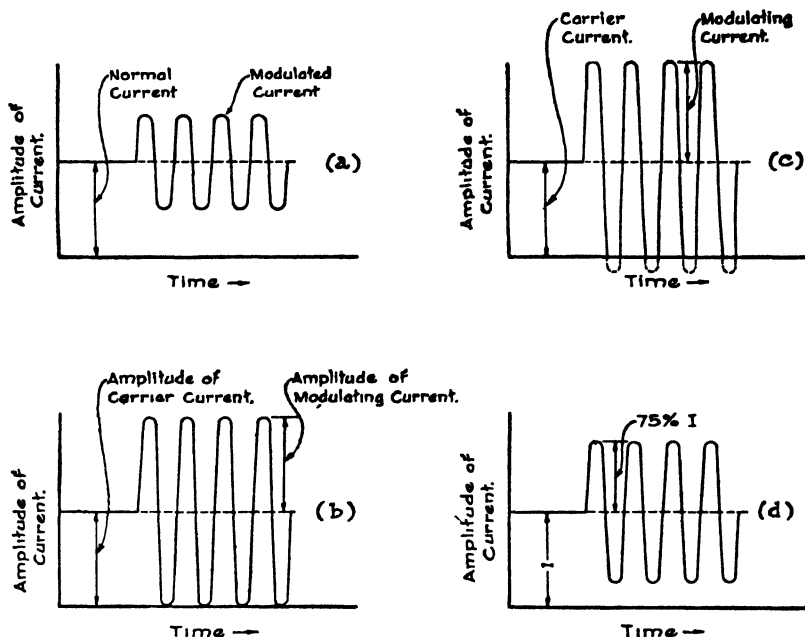 Normal
Current
Modulated
Current
Amplitude of
Current.
(a)
Time →
Carrier
Current.
Modulating
Current.
Amplitude of
Current.
(c)
Time →
Amplitude of
Carrier Current.
Amplitude of
Modulating Current.
Amplitude of
Current.
(b)
Time →
75% I
Amplitude of
Current.
I
(d)
Time →